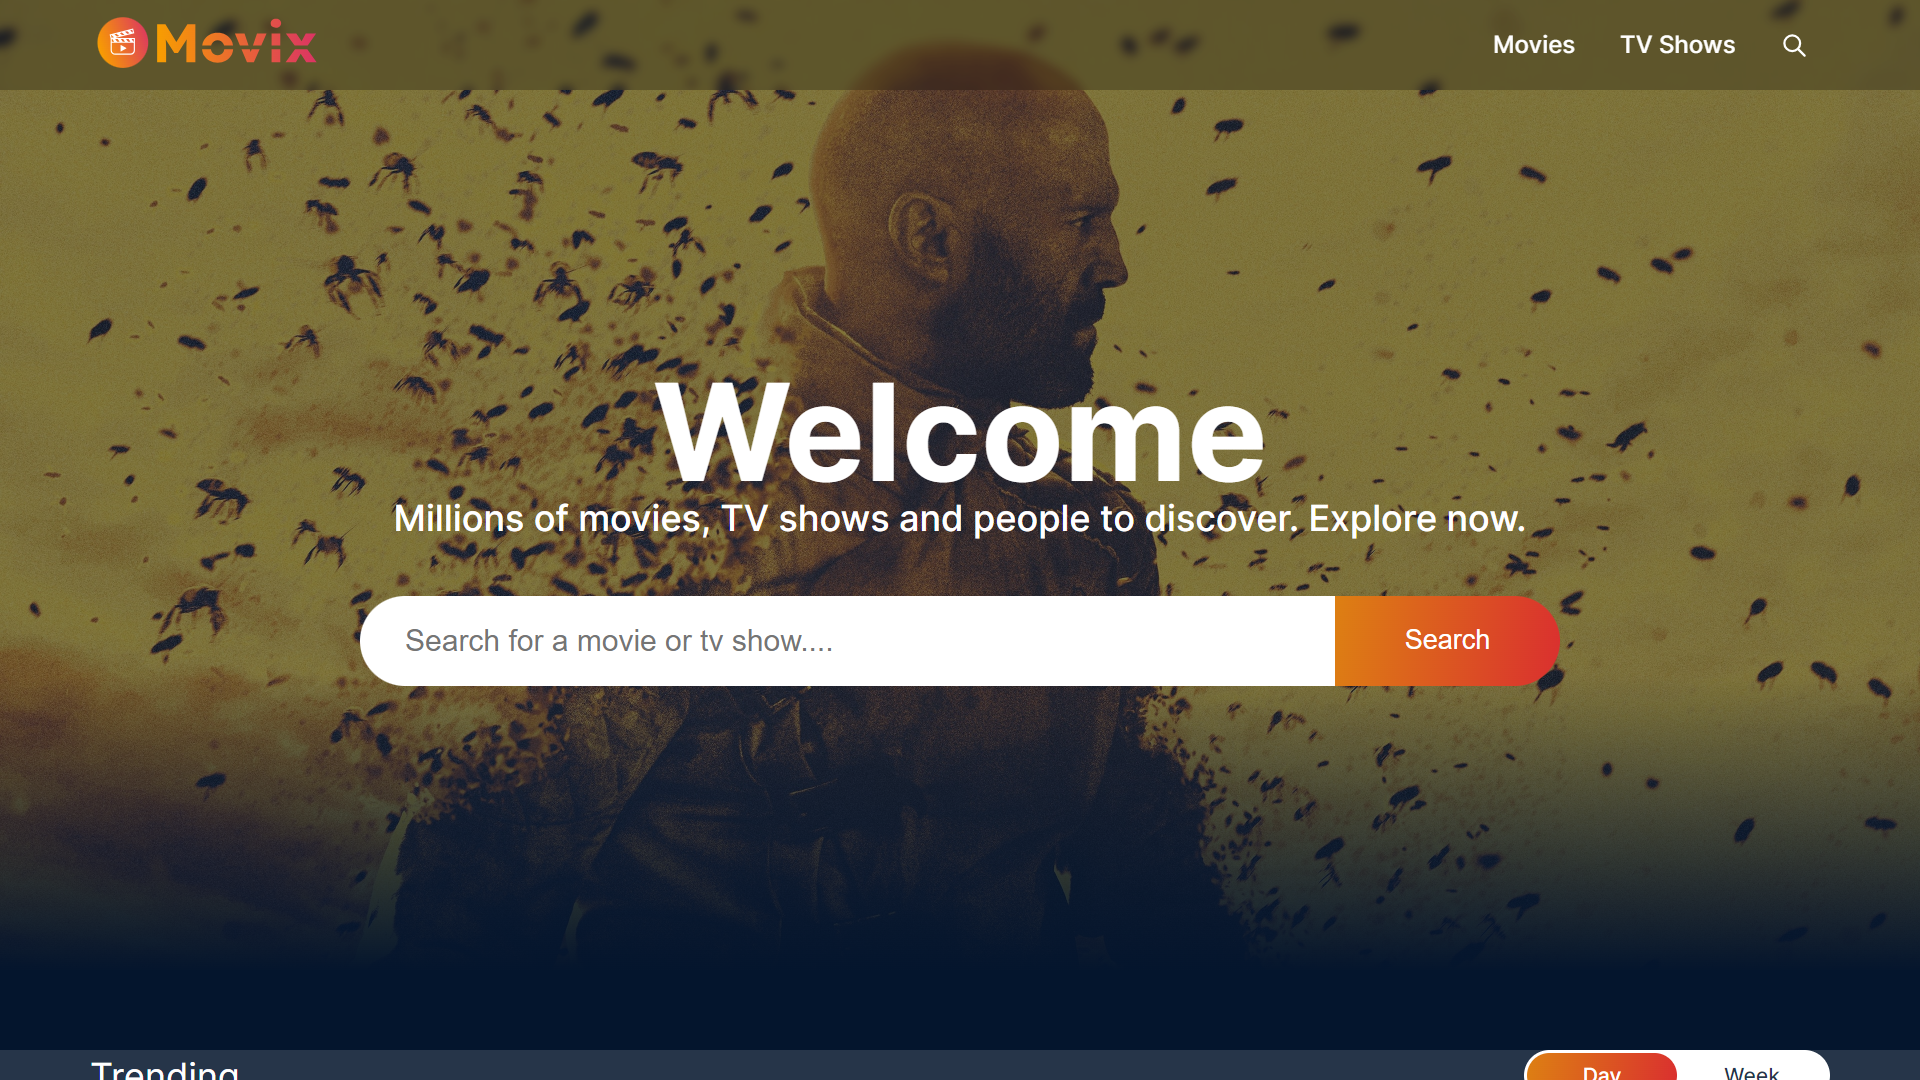 Movix
Movies
TV Shows
Welcome
Millions of movies, TV shows and people to discover. Explore now.
Search for a movie or tv show....
Search
Trending
Day
Week